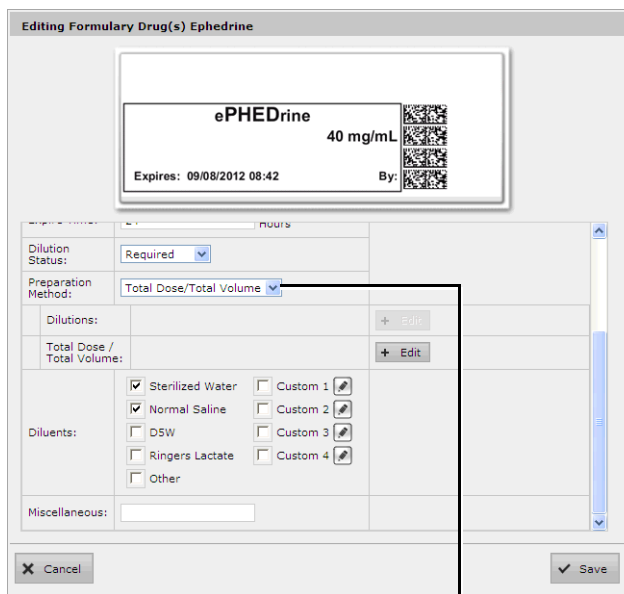 Editing Formulary Drug(s) Ephedrine
ePHEDrine
40 mg/mL
Expires: 09/08/2012 08:42 By:
Hours
Dilution Status: Required
Preparation Method: Total Dose/Total Volume
Dilutions: + Edit
Total Dose / Total Volume: + Edit
Diluents:
Sterilized Water Custom 1
Normal Saline Custom 2
D5W Custom 3
Ringers Lactate Custom 4
Other
Miscellaneous:
Cancel Save